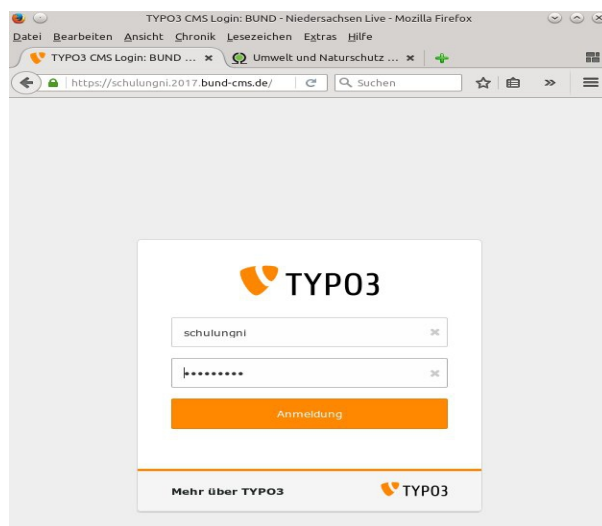 TYPO3 CMS Login: BUND - Niedersachsen Live - Mozilla Firefox
Datei Bearbeiten Ansicht Chronik Lesezeichen Extras Hilfe
TYPO3 CMS Login: BUND ... Umwelt und Naturschutz ...
https://schulungni.2017.bund-cms.de/ Suchen
TYPO3
schulungni
•••••••••
Anmeldung
Mehr über TYPO3 TYPO3